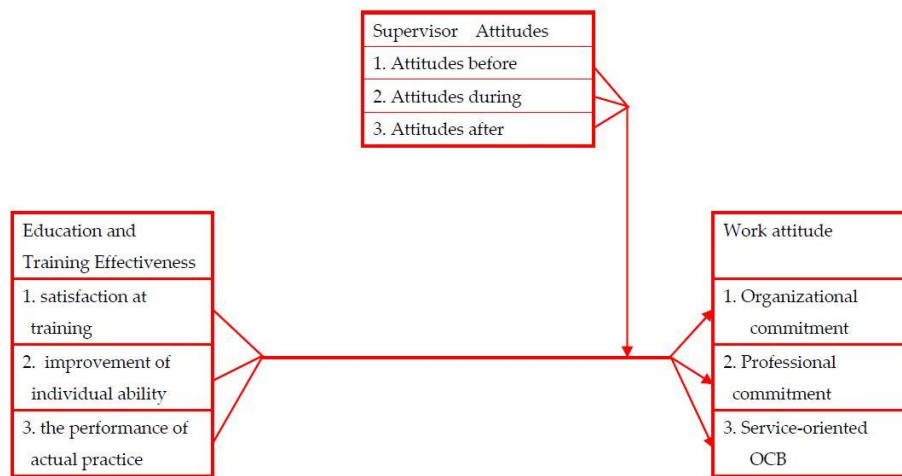 Supervisor Attitudes
1. Attitudes before
2. Attitudes during
3. Attitudes after
Education and
Training Effectiveness
1. satisfaction at
training
2. improvement of
individual ability
3. the performance of
actual practice
Work attitude
1. Organizational
commitment
2. Professional
commitment
3. Service-oriented
OCB